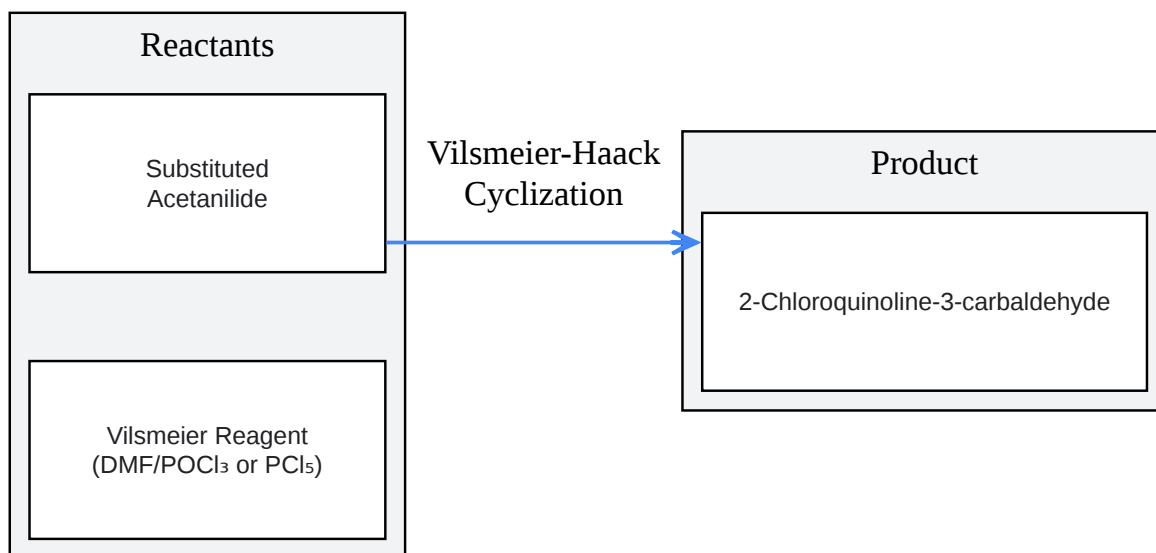 Reactants
Substituted
Acetanilide
Vilsmeier Reagent
(DMF/POCl₃ or PCl₅)
Vilsmeier-Haack
Cyclization
Product
2-Chloroquinoline-3-carbaldehyde